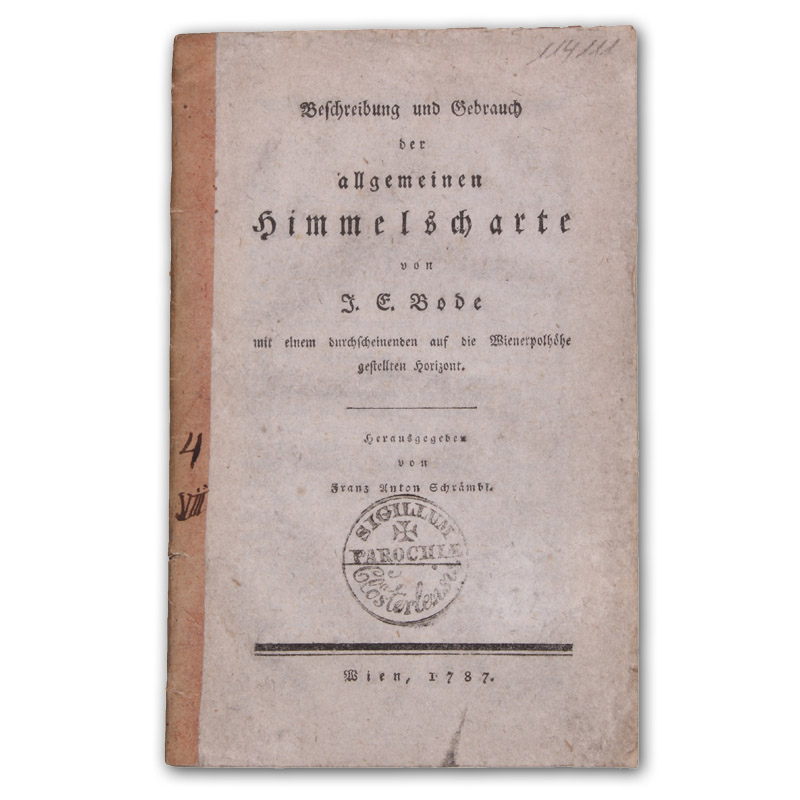 114111
Beschreibung und Gebrauch
der
allgemeinen
Himmelscharte
von
J. E. Bode
mit einem durchscheinenden auf die Wienerpolhöhe
gestellten Horizont.
Herausgegeben
von
Franz Anton Schrämbl.
4
VIII
SIGILLUM
PAROCHIÆ
Wien, 1787.